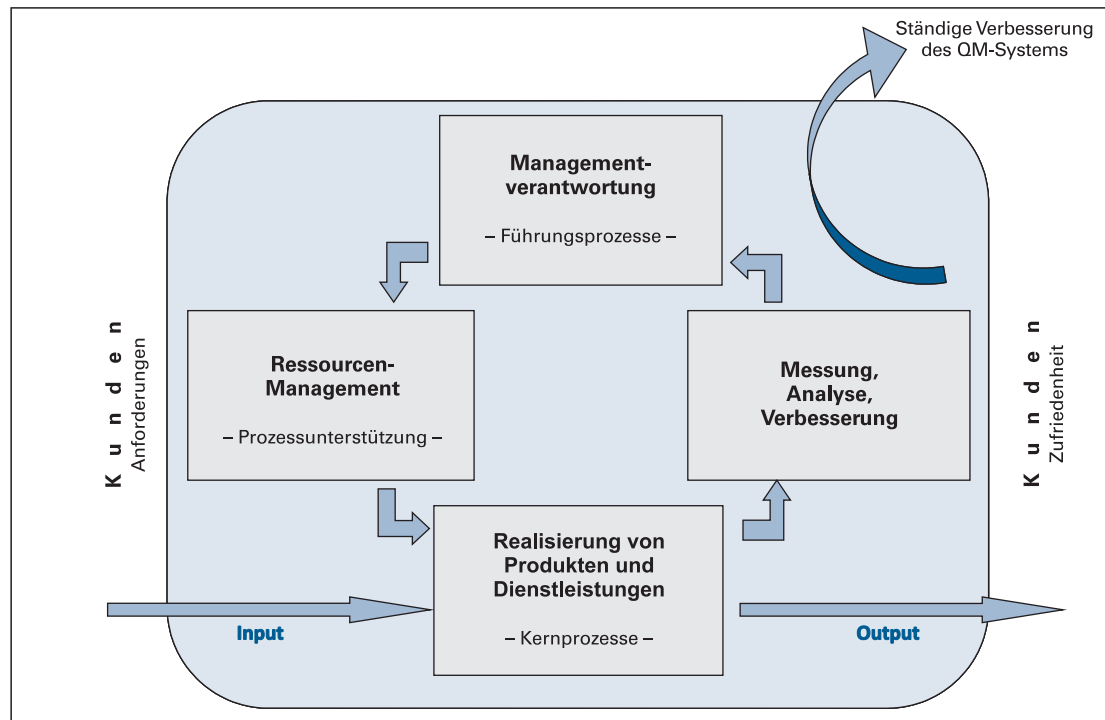 Ständige Verbesserung
des QM-Systems
Management-
verantwortung
– Führungsprozesse –
Kunden
Anforderungen
Ressourcen-
Management
– Prozessunterstützung –
Messung,
Analyse,
Verbesserung
Kunden
Zufriedenheit
Realisierung von
Produkten und
Dienstleistungen
– Kernprozesse –
Input
Output